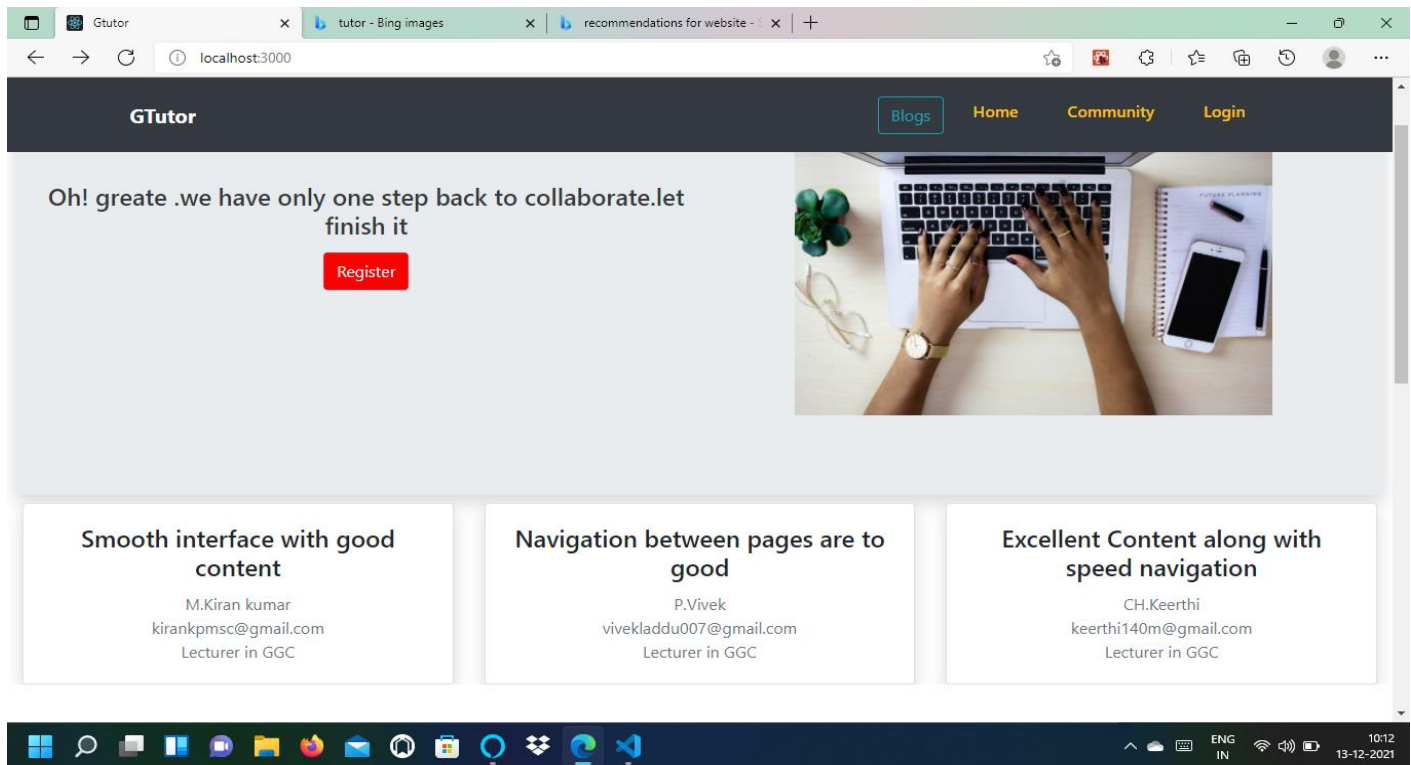 Gtutor
tutor - Bing images
recommendations for website - S
localhost:3000
GTutor
Blogs
Home
Community
Login
Oh! greate .we have only one step back to collaborate.let
finish it
Register
FUTURE PLANNING
Smooth interface with good
content
M.Kiran kumar
kirankpmsc@gmail.com
Lecturer in GGC
Navigation between pages are to
good
P.Vivek
vivekladdu007@gmail.com
Lecturer in GGC
Excellent Content along with
speed navigation
CH.Keerthi
keerthi140m@gmail.com
Lecturer in GGC
ENG
IN
10:12
13-12-2021